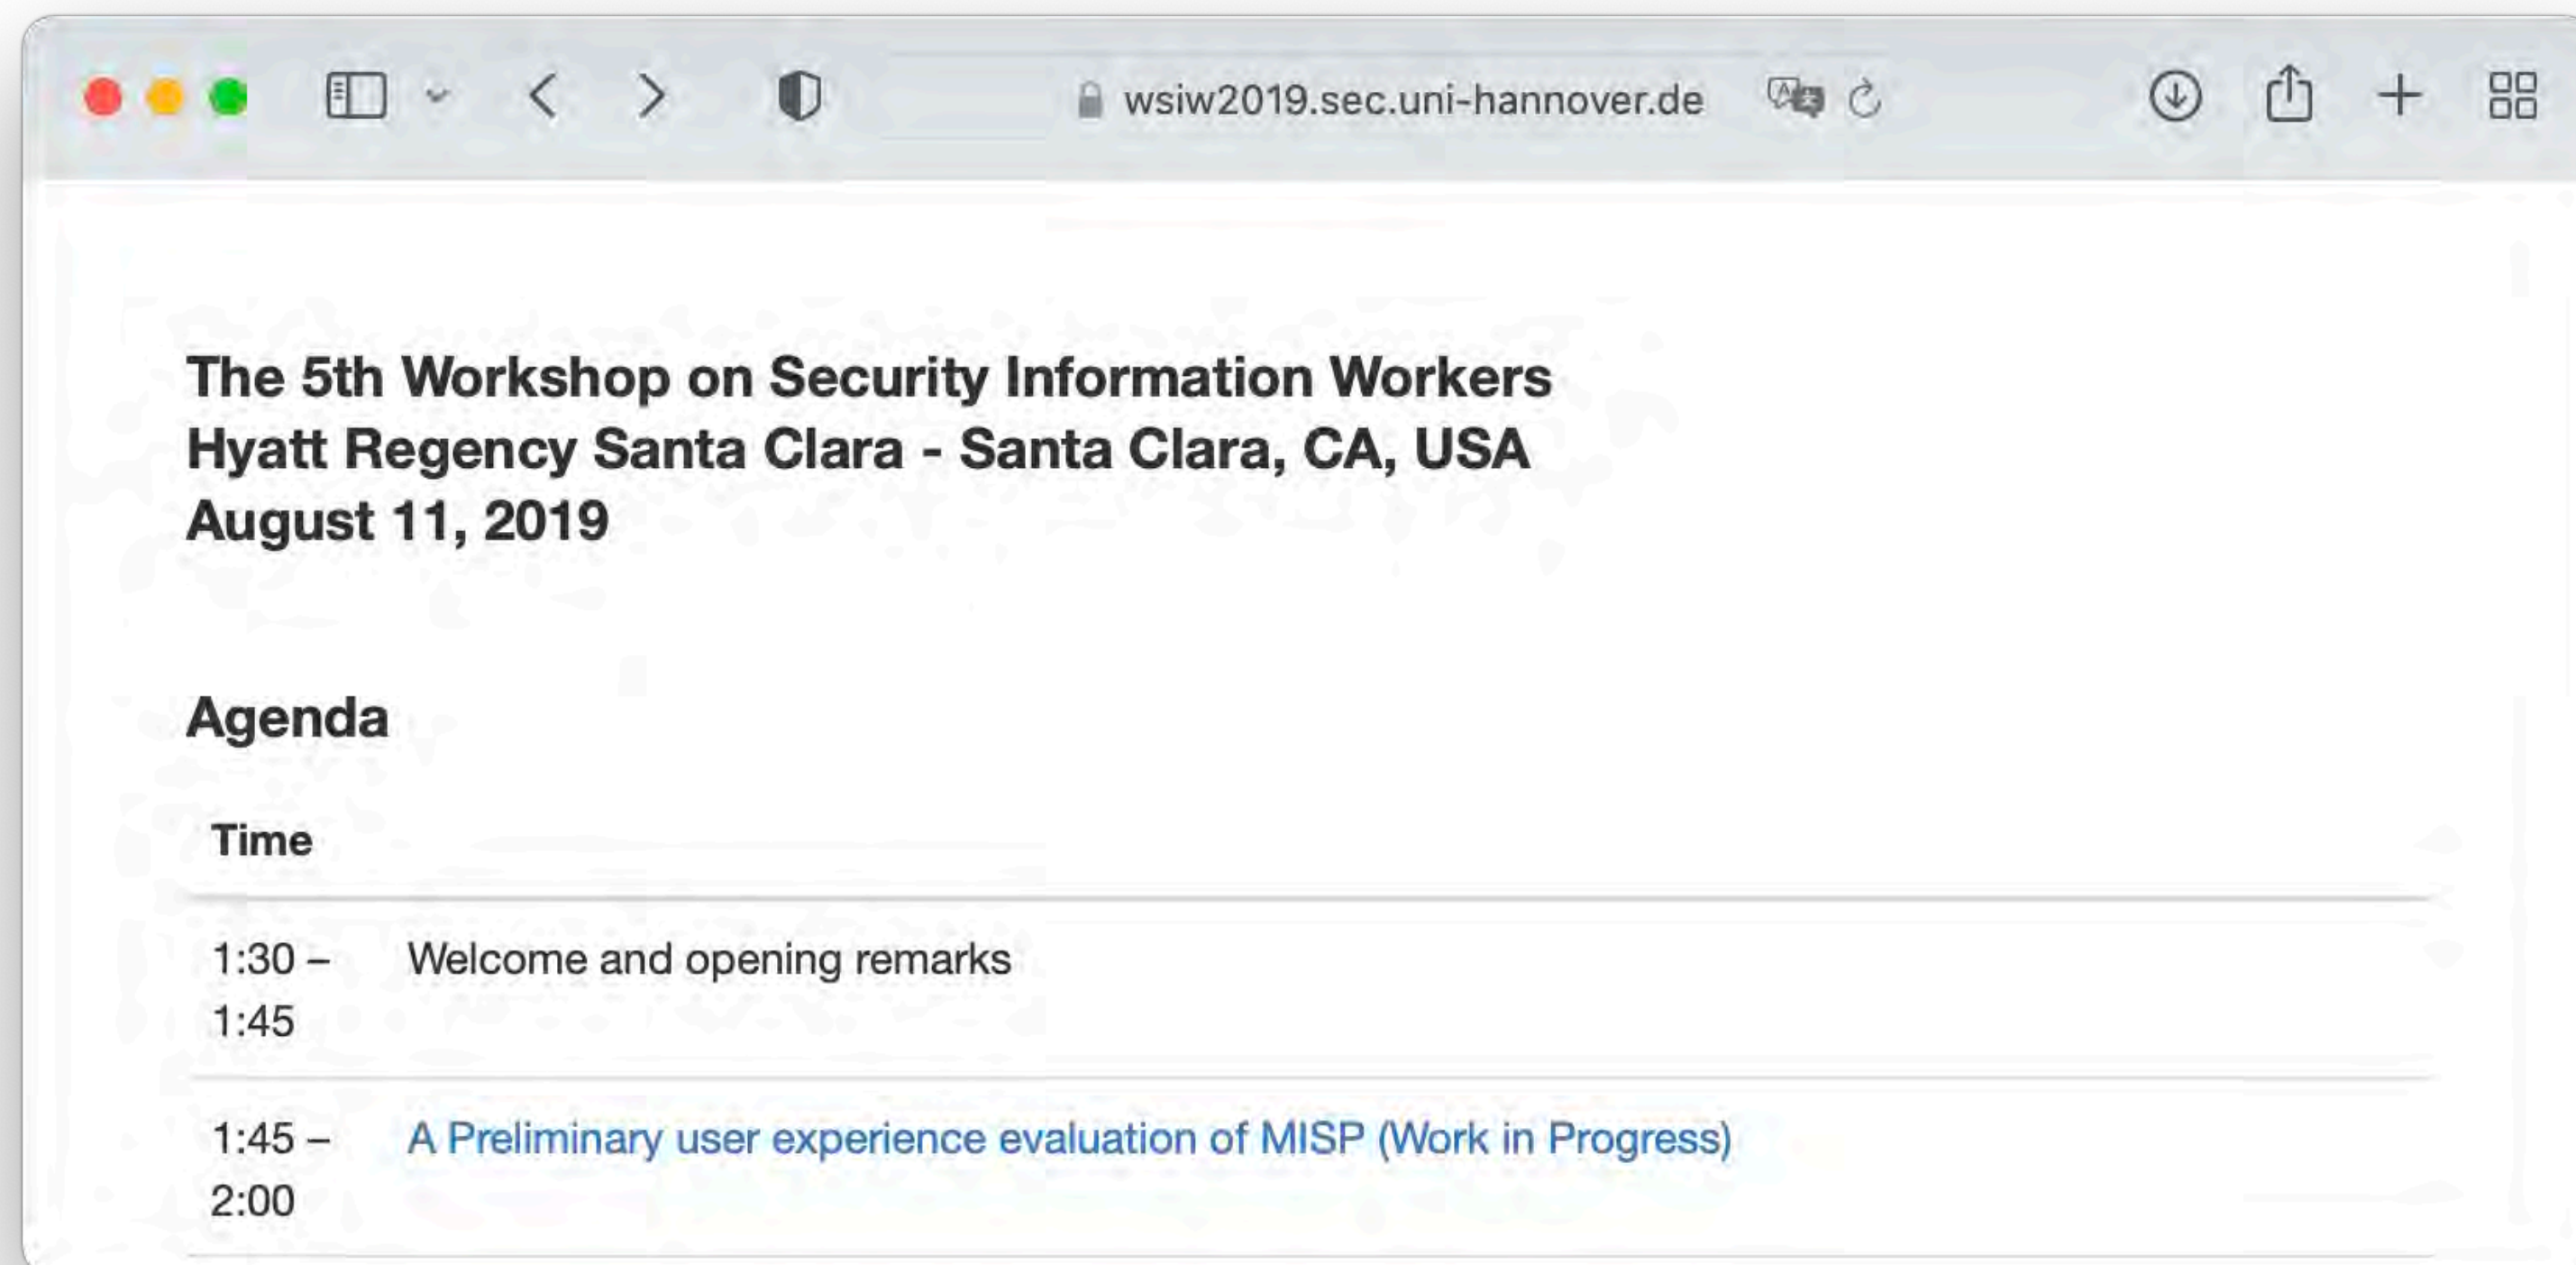 wsiw2019.sec.uni-hannover.de
The 5th Workshop on Security Information Workers
Hyatt Regency Santa Clara - Santa Clara, CA, USA
August 11, 2019
Agenda
Time
1:30 – Welcome and opening remarks
1:45
1:45 – A Preliminary user experience evaluation of MISP (Work in Progress)
2:00